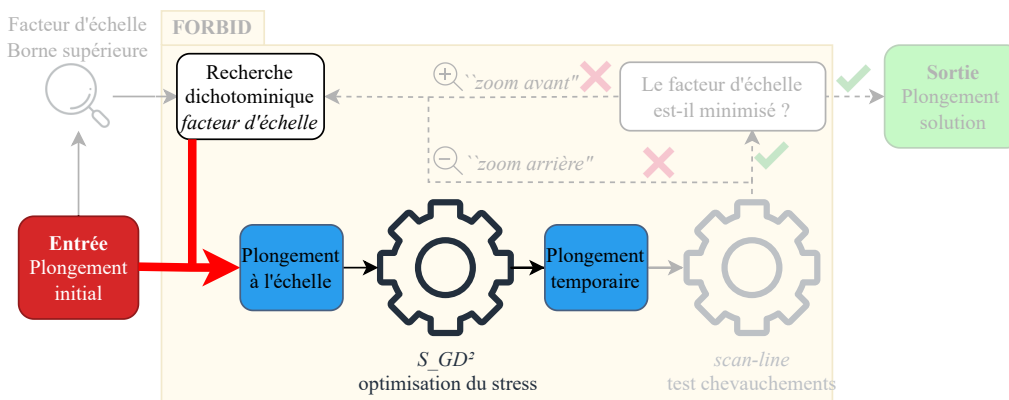 Facteur d'échelle
Borne supérieure
FORBID
Recherche
dichotominique
facteur d'échelle
``zoom avant"
Le facteur d'échelle
est-il minimisé ?
Sortie
Plongement
solution
``zoom arrière"
Entrée
Plongement
initial
Plongement
à l'échelle
Plongement
temporaire
S_GD²
optimisation du stress
scan-line
test chevauchements